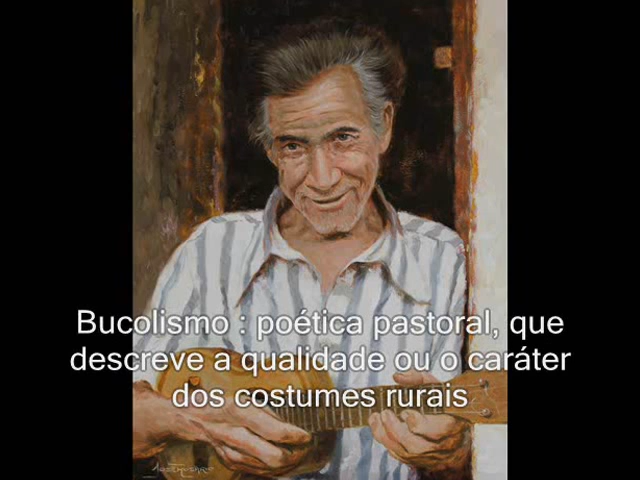 Bucolismo : poética pastoral, que
descreve a qualidade ou o caráter
dos costumes rurais